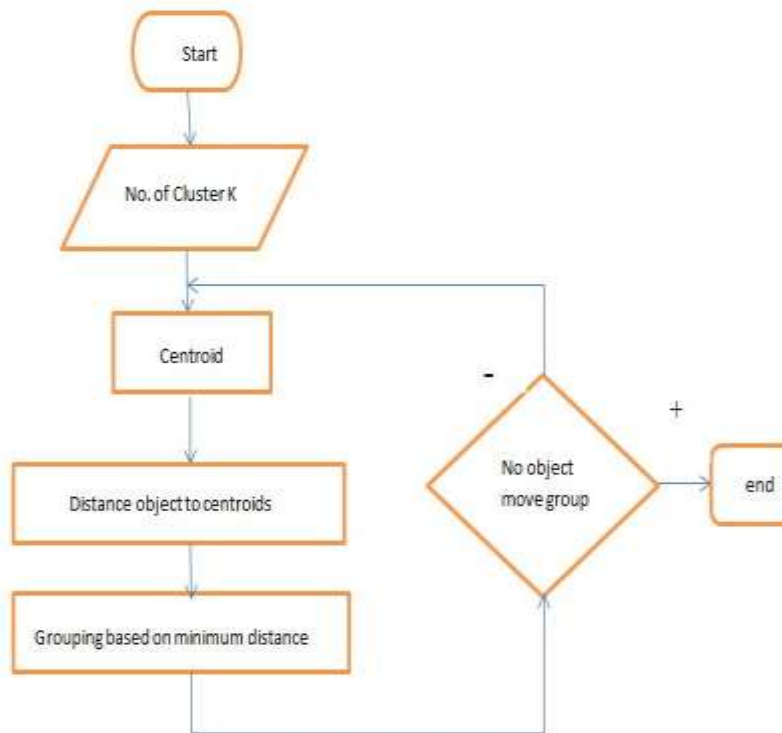 Start
No. of Cluster K
Centroid
Distance object to centroids
Grouping based on minimum distance
-
No object
move group
+
end